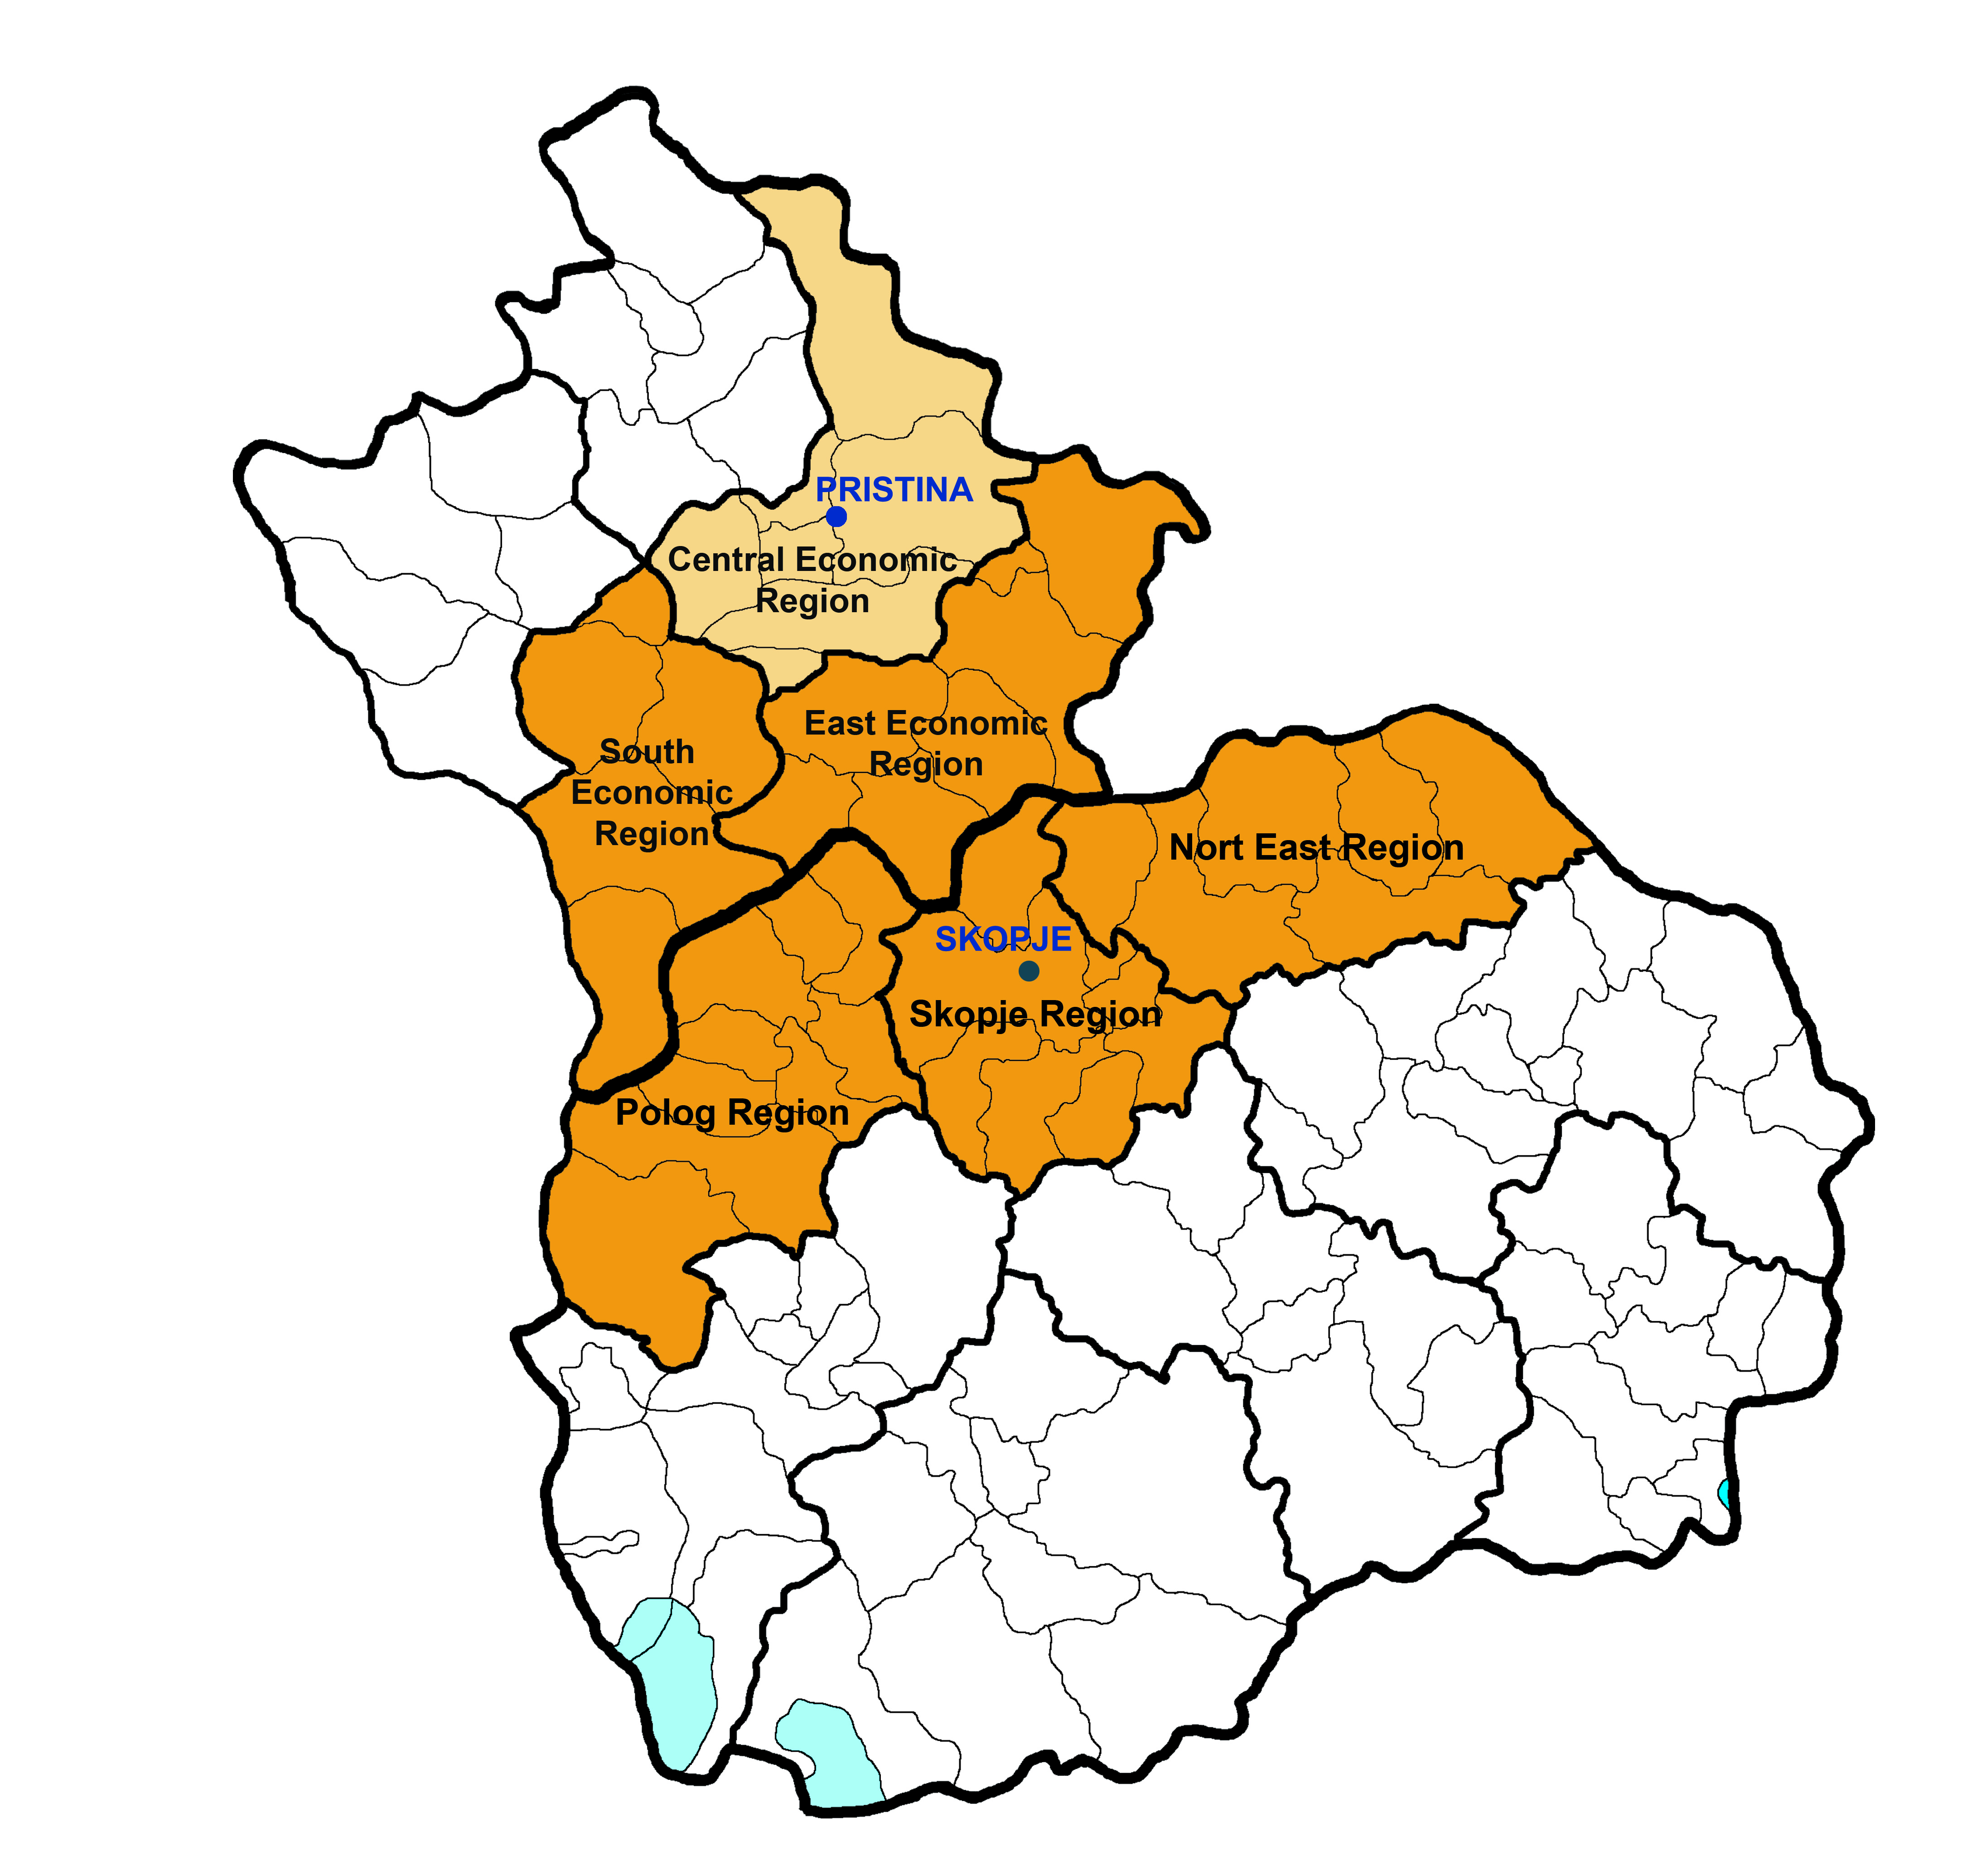 PRISTINA
Central Economic
Region
East Economic
Region
South
Economic
Region
Nort East Region
SKOPJE
Skopje Region
Polog Region